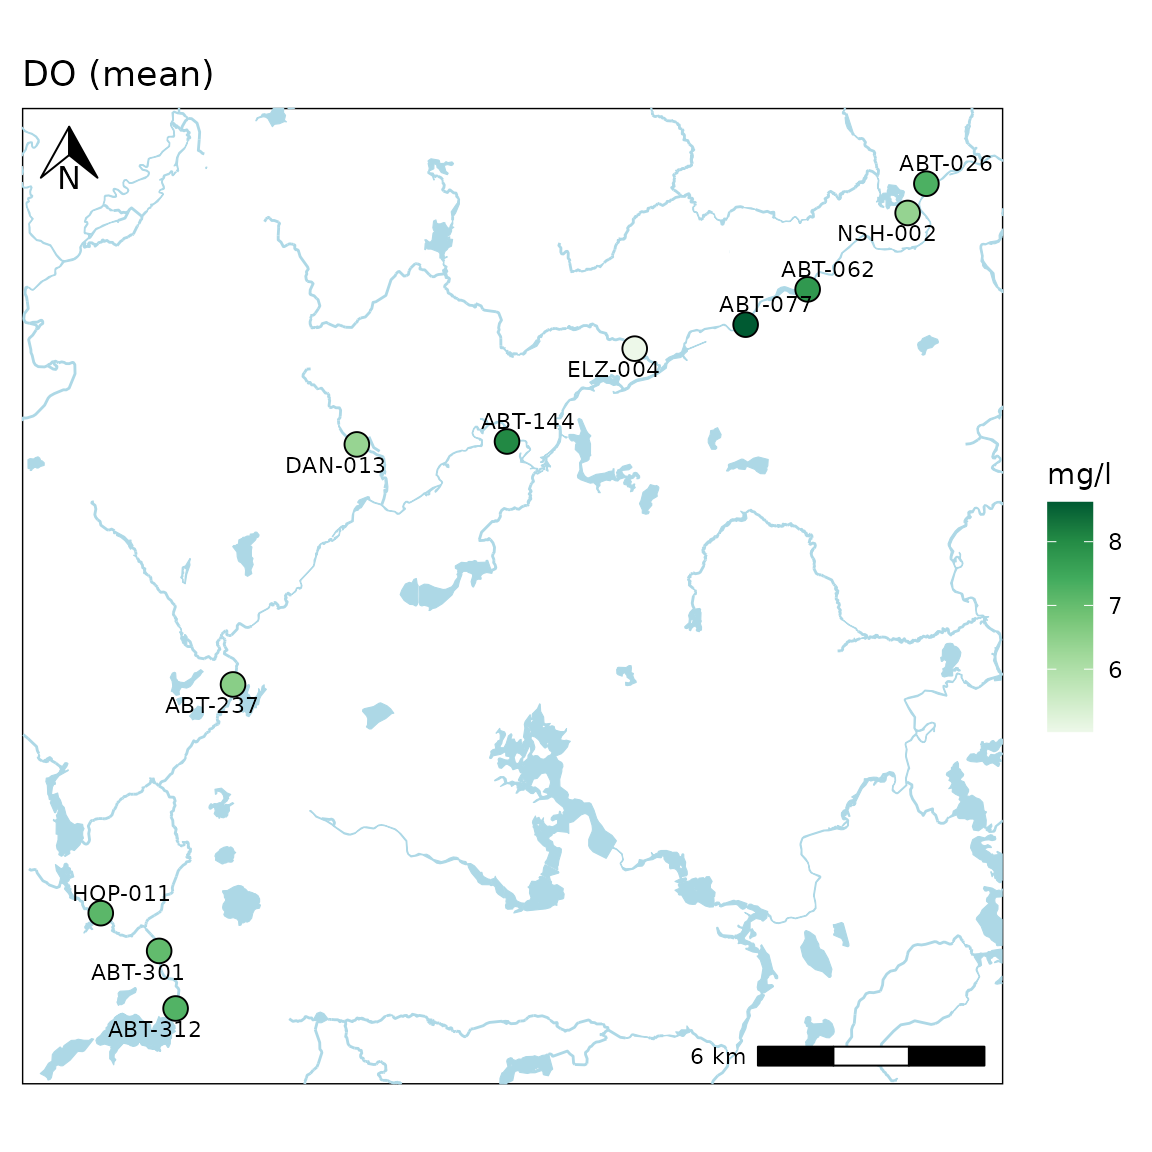 DO (mean)
N
ABT-026
NSH-002
ABT-062
ABT-077
ELZ-004
ABT-144
DAN-013
mg/l
8
7
6
ABT-237
HOP-011
ABT-301
ABT-312
6 km